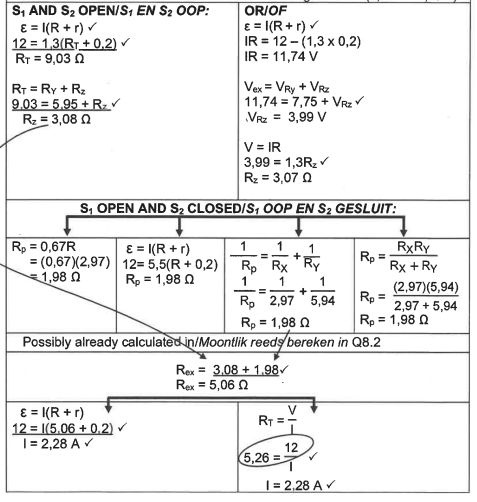 S₁ AND S₂ OPEN/S₁ EN S₂ OOP:
ε = I(R + r) ✓
12 = 1,3(R_T + 0,2) ✓
R_T = 9,03 Ω
R_T = R_Y + R_Z
9,03 = 5,95 + R_Z ✓
R_Z = 3,08 Ω
OR/OF
ε = I(R + r) ✓
IR = 12 – (1,3 x 0,2)
IR = 11,74 V
V_ex = V_Ry + V_Rz
11,74 = 7,75 + V_Rz ✓
V_Rz = 3,99 V
V = IR
3,99 = 1,3R_z ✓
R_z = 3,07 Ω
S₁ OPEN AND S₂ CLOSED/S₁ OOP EN S₂ GESLUIT:
R_p = 0,67R
= (0,67)(2,97)
= 1,98 Ω
ε = I(R + r)
12= 5,5(R + 0,2)
R_p = 1,98 Ω
1/R_p = 1/R_X + 1/R_Y
1/R_p = 1/2,97 + 1/5,94
R_p = 1,98 Ω
R_p = R_XR_Y/(R_X + R_Y)
R_p = (2,97)(5,94)/(2,97 + 5,94)
R_p = 1,98 Ω
Possibly already calculated in/Moontlik reeds bereken in Q8.2
R_ex = 3,08 + 1,98✓
R_ex = 5,06 Ω
ε = I(R + r)
12 = I(5.06 + 0.2) ✓
I = 2,28 A ✓
R_T = V/I
5,26 = 12/I ✓
I = 2,28 A ✓